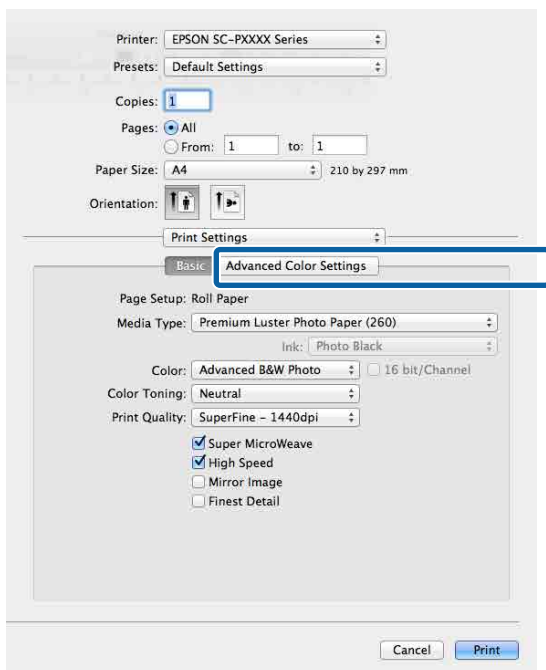 Printer: EPSON SC-PXXXX Series
Presets: Default Settings
Copies: 1
Pages: All
From: 1 to: 1
Paper Size: A4 210 by 297 mm
Orientation:
Print Settings
Basic Advanced Color Settings
Page Setup: Roll Paper
Media Type: Premium Luster Photo Paper (260)
Ink: Photo Black
Color: Advanced B&W Photo 16 bit/Channel
Color Toning: Neutral
Print Quality: SuperFine - 1440dpi
Super MicroWeave
High Speed
Mirror Image
Finest Detail
Cancel Print